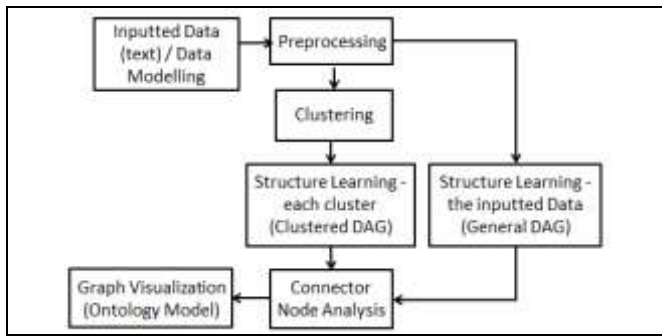 Inputted Data
(text) / Data
Modelling
Preprocessing
Clustering
Structure Learning -
each cluster
(Clustered DAG)
Structure Learning -
the inputted Data
(General DAG)
Graph Visualization
(Ontology Model)
Connector
Node Analysis